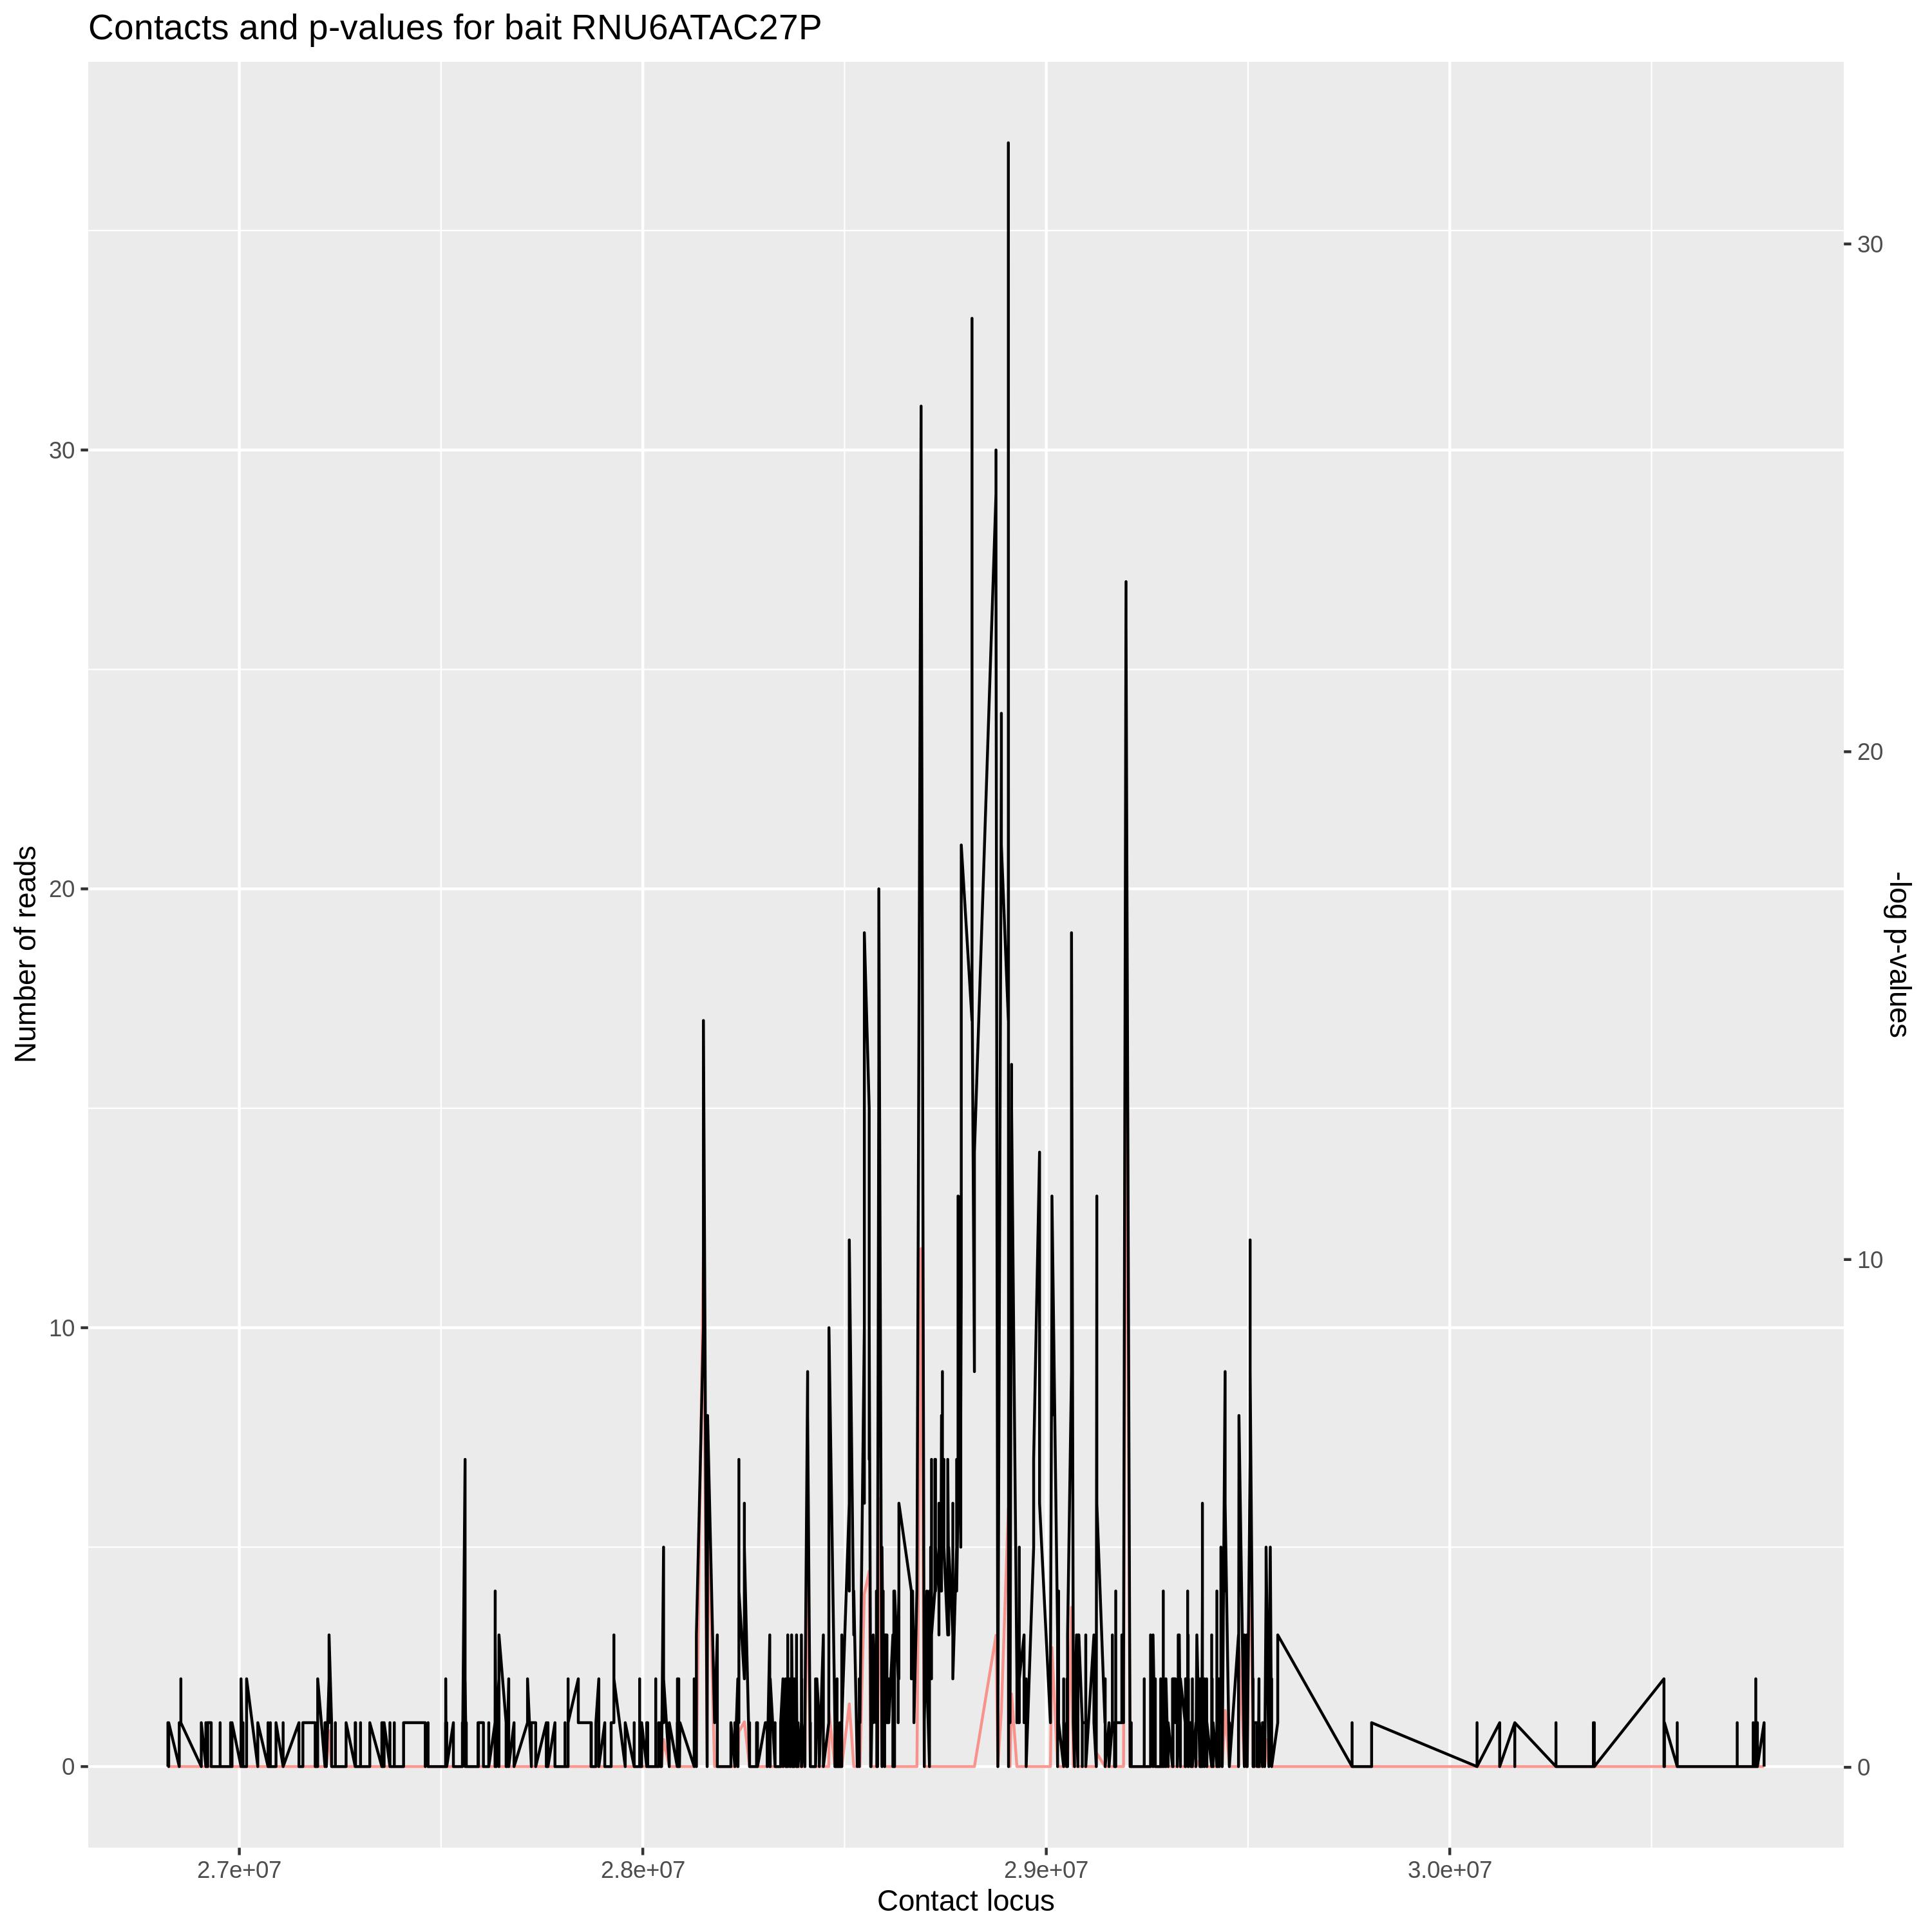 Contacts and p-values for bait RNU6ATAC27P
30
30
20
20
10
10
0
0
Number of reads
-log p-values
2.7e+07
2.8e+07
2.9e+07
3.0e+07
Contact locus